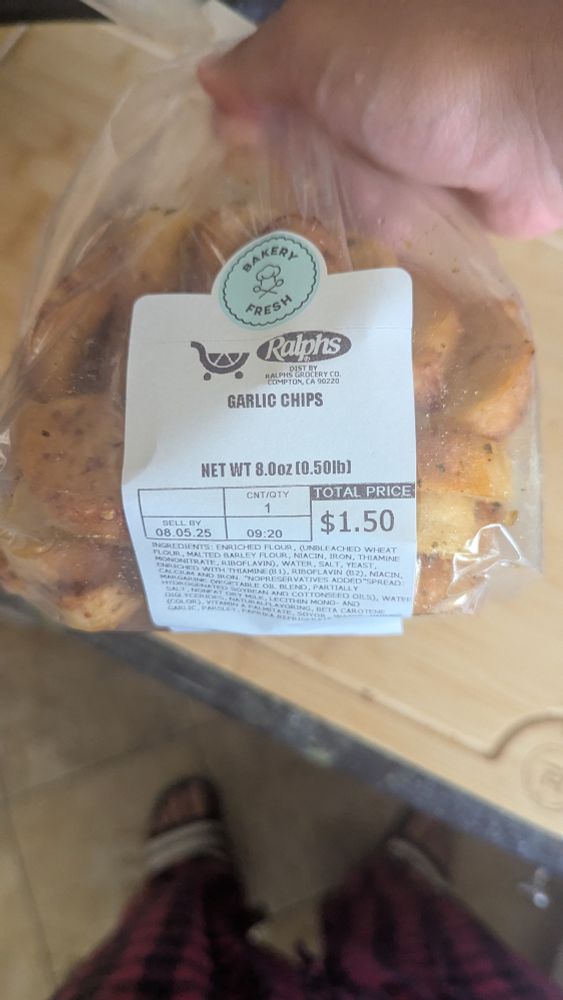 BAKERY
FRESH
Ralphs
DIST BY
RALPHS GROCERY CO.
COMPTON, CA 90220
GARLIC CHIPS
NET WT 8.0oz (0.50lb)
CNT/QTY
TOTAL PRICE
1
$1.50
SELL BY
08.05.25
09:20
INGREDIENTS: ENRICHED FLOUR, (UNBLEACHED WHEAT
FLOUR, MALTED BARLEY FLOUR, NIACIN, IRON, THIAMINE
MONONITRATE, RIBOFLAVIN), WATER, SALT, YEAST,
ENRICHED WITH THIAMINE (B1), RIBOFLAVIN (B2), NIACIN,
CALCIUM AND IRON. "NOPRESERVATIVES ADDED"SPREAD:
MARGARINE (VEGETABLE OIL BLEND, PARTIALLY
HYDROGENATED SOYBEAN AND COTTONSEED OILS), WATER
SALT, NONFAT DRY MILK, LECITHIN MONO- AND
DIGLYCERIDES, NATURALFLAVORING, BETA CAROTENE
(COLOR), VITAMIN A PALMITATE,
GARLIC, PARSLEY, PAPRIKA